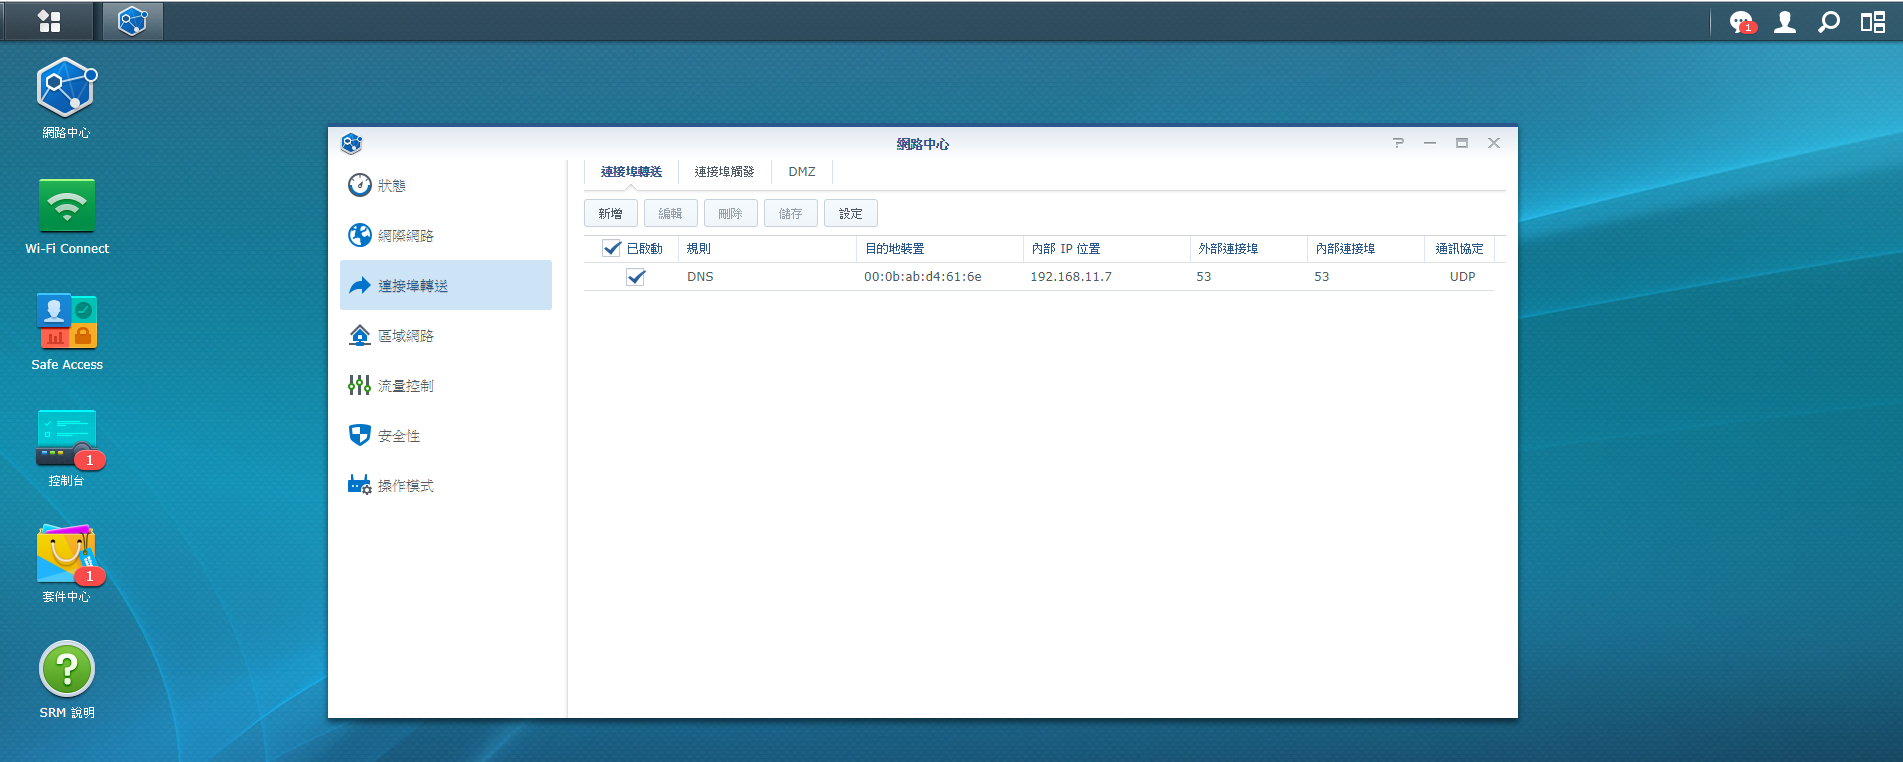 1
網路中心
Wi-Fi Connect
Safe Access
1
控制台
1
套件中心
SRM 說明
網路中心
狀態
網際網路
連接埠轉送
區域網路
流量控制
安全性
操作模式
連接埠轉送 連接埠觸發 DMZ
新增 編輯 刪除 儲存 設定
已啟動 規則 目的地裝置 內部 IP 位置 外部連接埠 內部連接埠 通訊協定
DNS 00:0b:ab:d4:61:6e 192.168.11.7 53 53 UDP